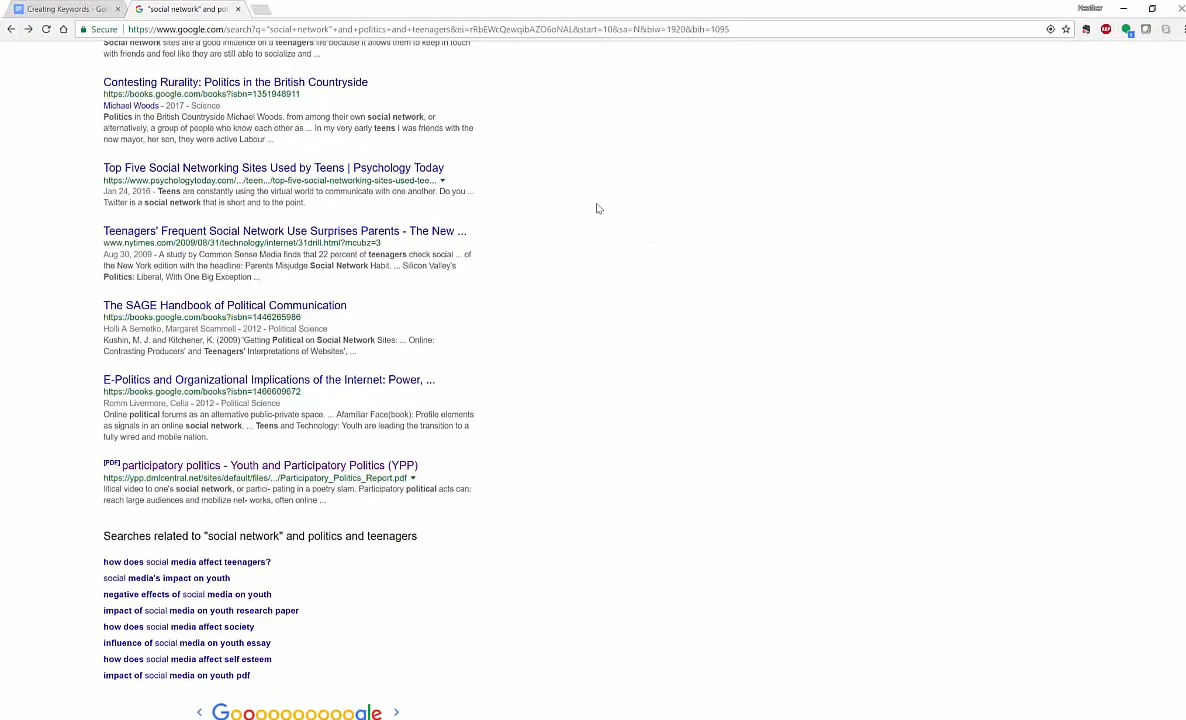 Creating Keywords - Goo
"social network" and pol
Heather
Secure
https://www.google.com/search?q="social+network"+and+politics+and+teenagers&ei=rRbEWcQewqibAZO6oNAL&start=10&sa=N&biw=1920&bih=1095
Social network sites are a good influence on a teenagers life because it allows them to keep in touch
with friends and feel like they are still able to socialize and ...
Contesting Rurality: Politics in the British Countryside
https://books.google.com/books?isbn=1351948911
Michael Woods - 2017 - Science
Politics in the British Countryside Michael Woods. from among their own social network, or
alternatively, a group of people who know each other as ... In my very early teens I was friends with the
now mayor, her son, they were active Labour ...
Top Five Social Networking Sites Used by Teens | Psychology Today
https://www.psychologytoday.com/.../teen.../top-five-social-networking-sites-used-tee...
Jan 24, 2016 - Teens are constantly using the virtual world to communicate with one another. Do you ...
Twitter is a social network that is short and to the point.
Teenagers' Frequent Social Network Use Surprises Parents - The New ...
www.nytimes.com/2009/08/31/technology/internet/31drill.html?mcubz=3
Aug 30, 2009 - A study by Common Sense Media finds that 22 percent of teenagers check social ... of
the New York edition with the headline: Parents Misjudge Social Network Habit. ... Silicon Valley's
Politics: Liberal, With One Big Exception ...
The SAGE Handbook of Political Communication
https://books.google.com/books?isbn=1446265986
Holli A Semetko, Margaret Scammell - 2012 - Political Science
Kushin, M. J. and Kitchener, K. (2009) 'Getting Political on Social Network Sites: ... Online:
Contrasting Producers' and Teenagers' Interpretations of Websites', ...
E-Politics and Organizational Implications of the Internet: Power, ...
https://books.google.com/books?isbn=1466609672
Romm Livermore, Celia - 2012 - Political Science
Online political forums as an alternative public-private space. ... Afamiliar Face(book): Profile elements
as signals in an online social network. ... Teens and Technology: Youth are leading the transition to a
fully wired and mobile nation.
[PDF] participatory politics - Youth and Participatory Politics (YPP)
https://ypp.dmlcentral.net/sites/default/files/.../Participatory_Politics_Report.pdf
litical video to one's social network, or partici- pating in a poetry slam. Participatory political acts can:
reach large audiences and mobilize net- works, often online ...
Searches related to "social network" and politics and teenagers
how does social media affect teenagers?
social media's impact on youth
negative effects of social media on youth
impact of social media on youth research paper
how does social media affect society
influence of social media on youth essay
how does social media affect self esteem
impact of social media on youth pdf
Goooooooooogle